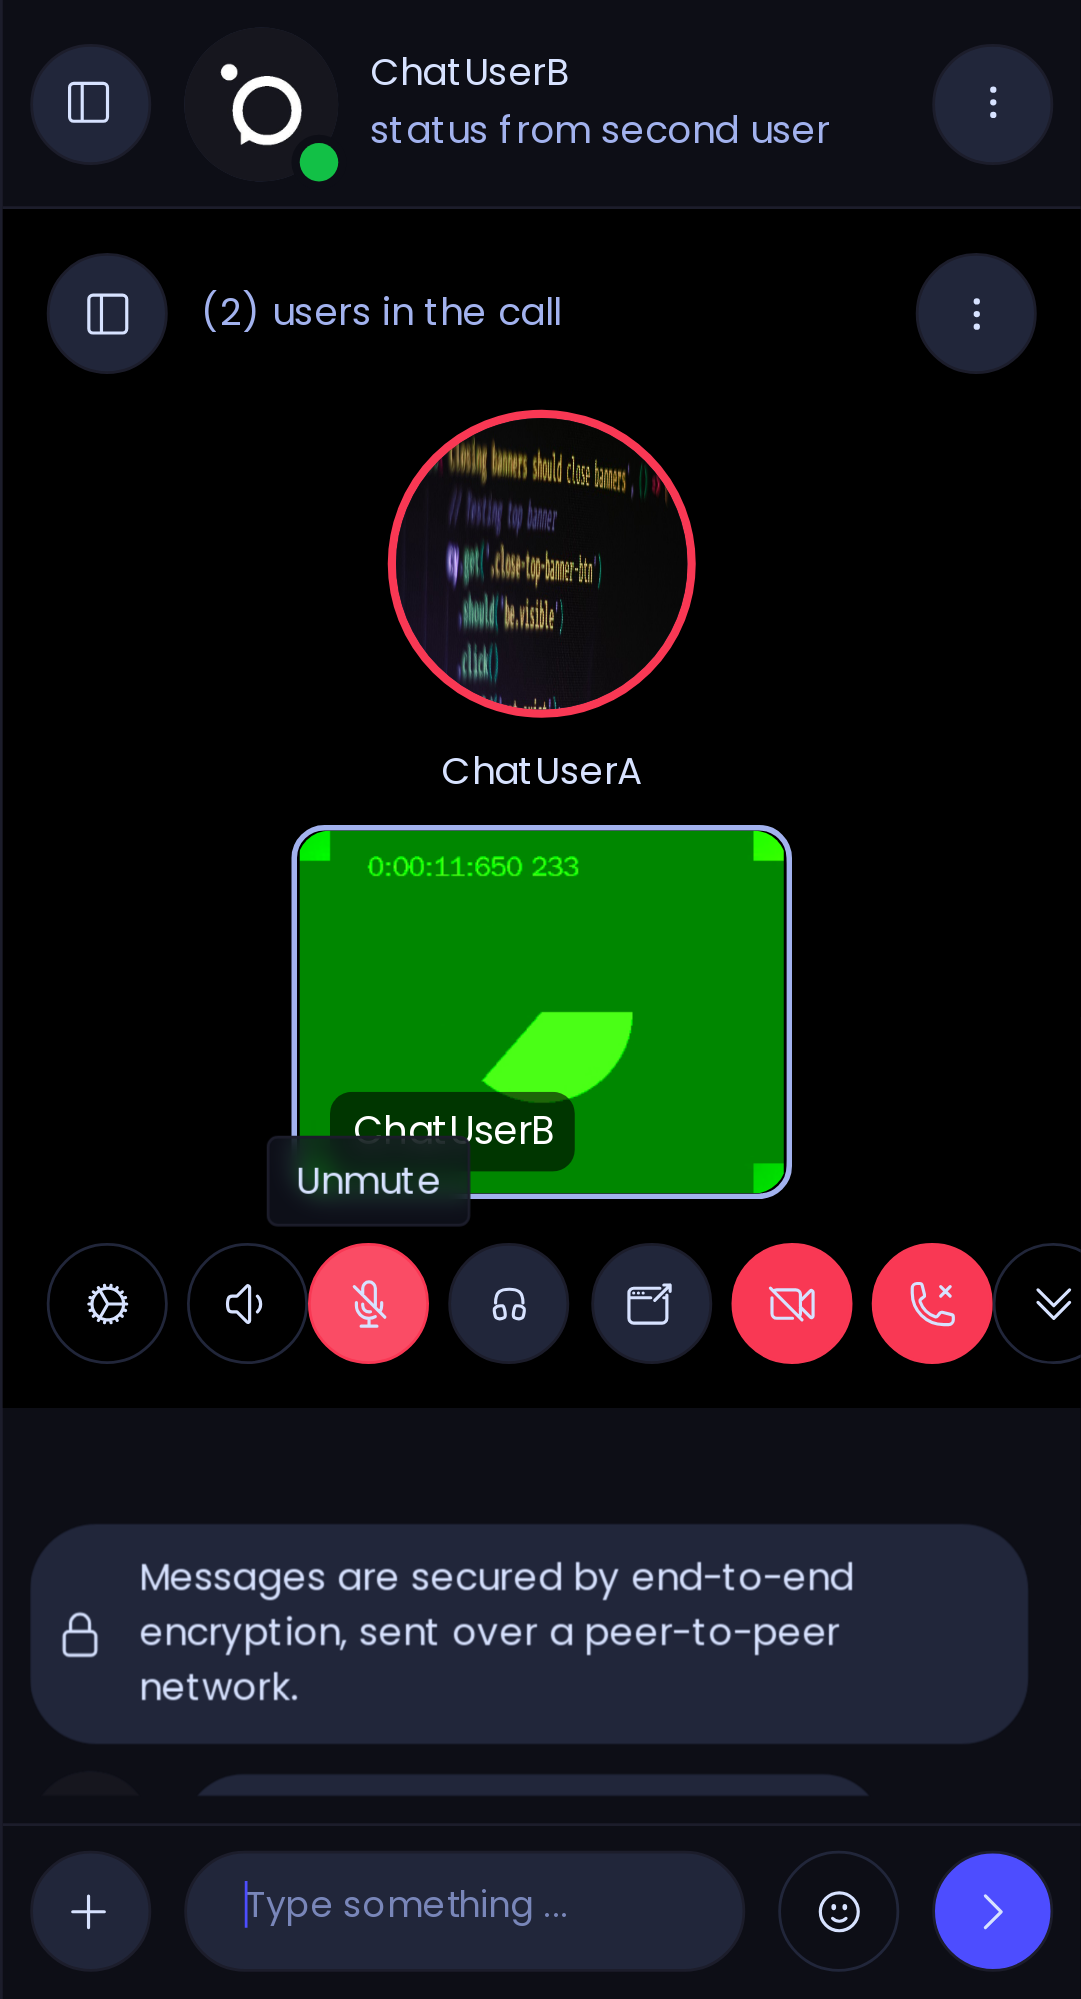 ChatUserB
status from second user
(2) users in the call
closing banners should close banners', ()
// Testing top banner
cy.get('.close-top-banner-btn')
.should('be.visible')
.click()
ChatUserA
0:00:11:650 233
ChatUserB
Unmute
Messages are secured by end-to-end
encryption, sent over a peer-to-peer
network.
Type something ...